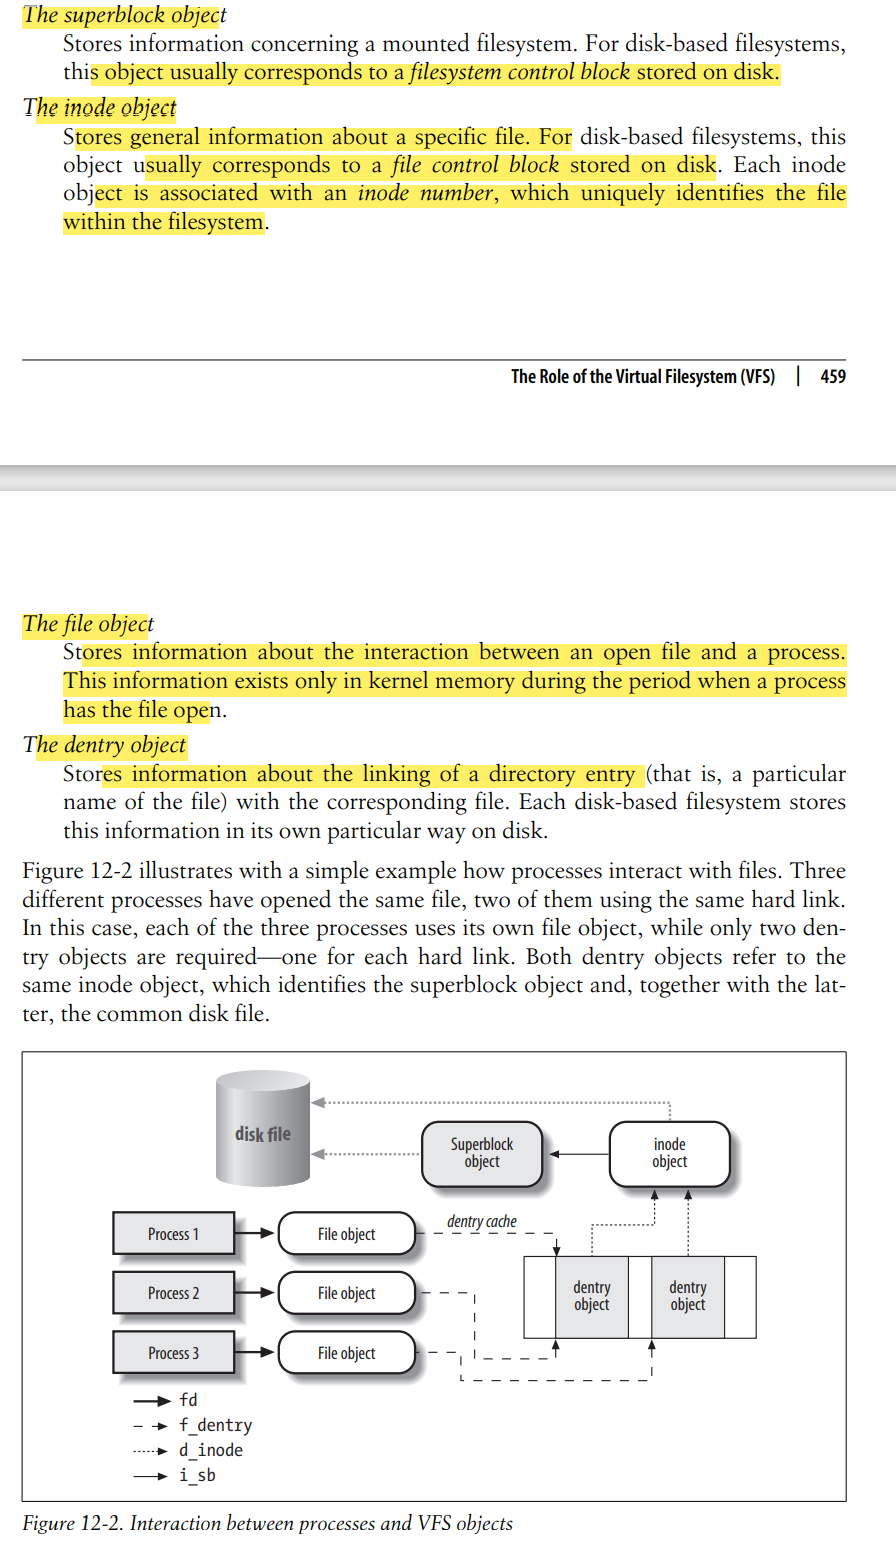 The superblock object
Stores information concerning a mounted filesystem. For disk-based filesystems,
this object usually corresponds to a filesystem control block stored on disk.
The inode object
Stores general information about a specific file. For disk-based filesystems, this
object usually corresponds to a file control block stored on disk. Each inode
object is associated with an inode number, which uniquely identifies the file
within the filesystem.
The Role of the Virtual Filesystem (VFS) | 459
The file object
Stores information about the interaction between an open file and a process.
This information exists only in kernel memory during the period when a process
has the file open.
The dentry object
Stores information about the linking of a directory entry (that is, a particular
name of the file) with the corresponding file. Each disk-based filesystem stores
this information in its own particular way on disk.
Figure 12-2 illustrates with a simple example how processes interact with files. Three
different processes have opened the same file, two of them using the same hard link.
In this case, each of the three processes uses its own file object, while only two den-
try objects are required—one for each hard link. Both dentry objects refer to the
same inode object, which identifies the superblock object and, together with the lat-
ter, the common disk file.
disk file
Superblock
object
inode
object
Process 1
File object
dentry cache
Process 2
File object
dentry
object
dentry
object
Process 3
File object
fd
f_dentry
d_inode
i_sb
Figure 12-2. Interaction between processes and VFS objects